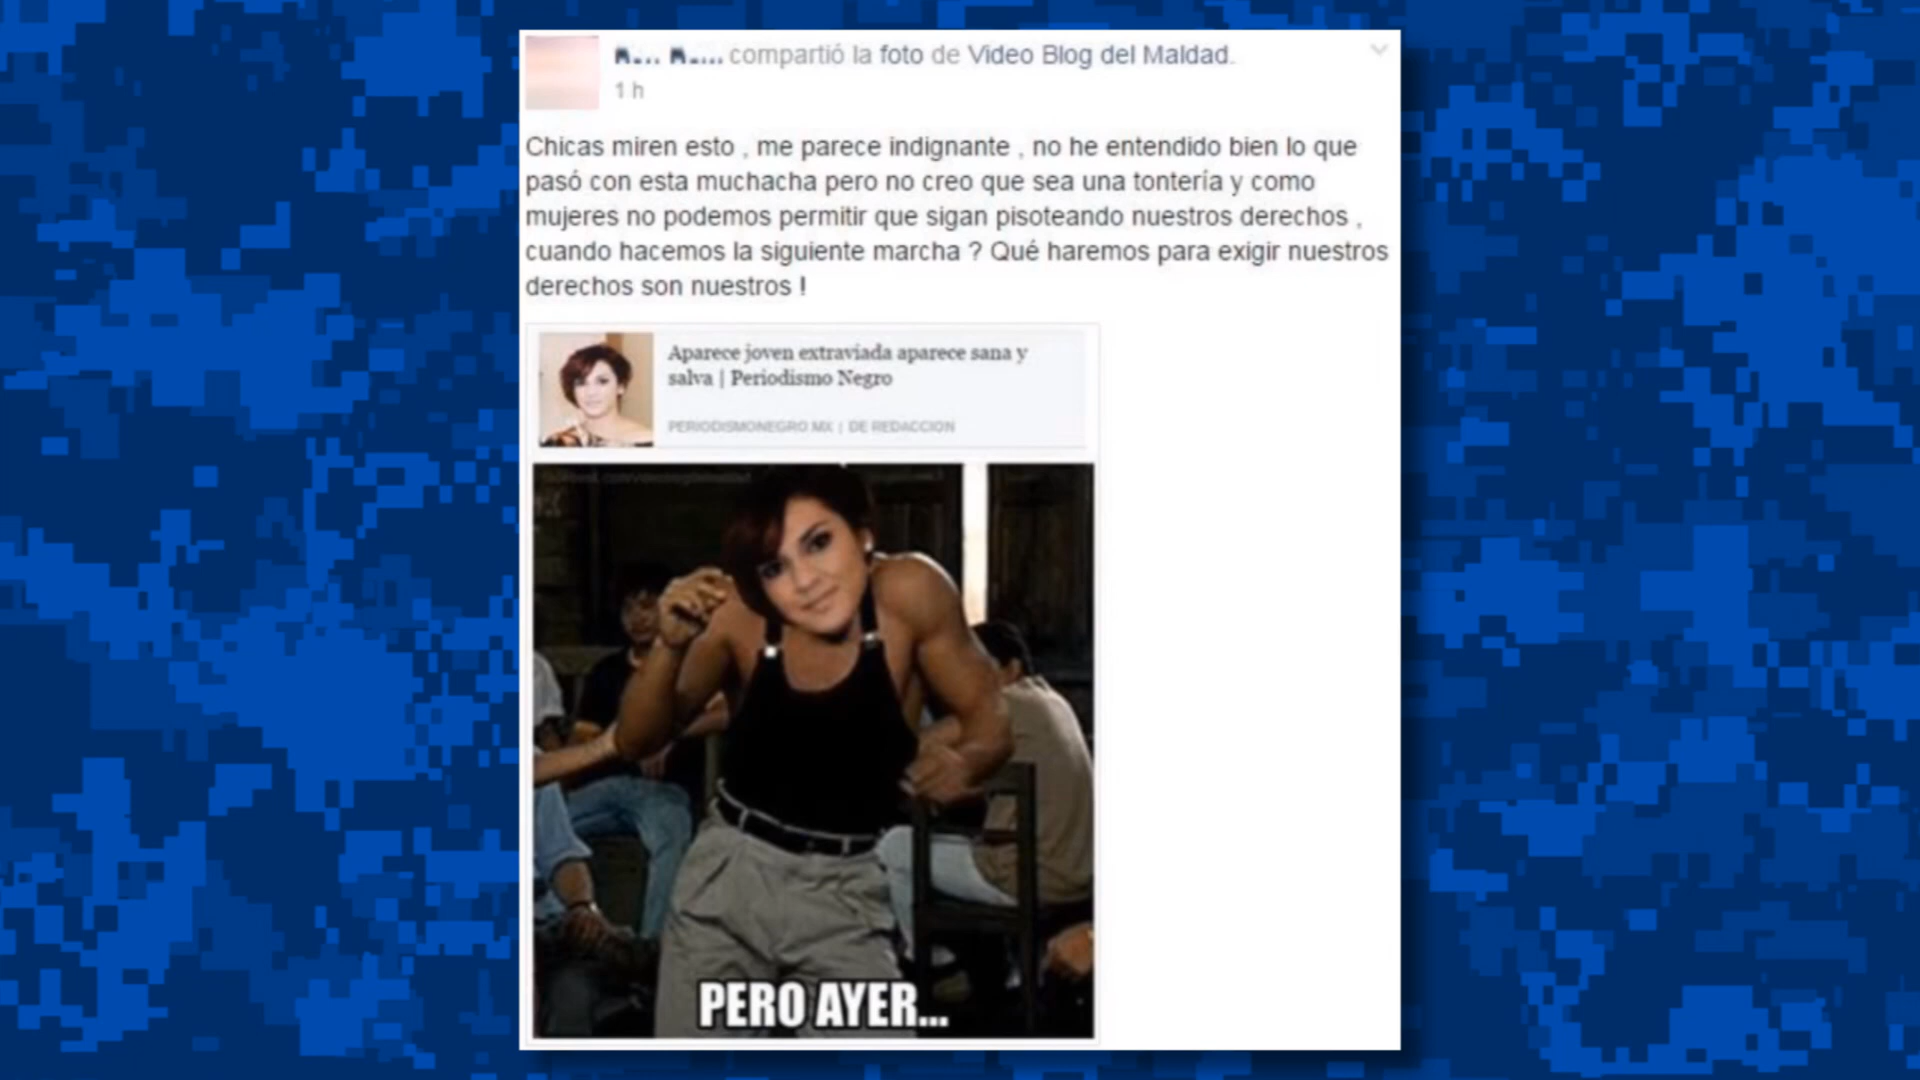 compartió la foto de Video Blog del Maldad.
1 h
Chicas miren esto , me parece indignante , no he entendido bien lo que
pasó con esta muchacha pero no creo que sea una tontería y como
mujeres no podemos permitir que sigan pisoteando nuestros derechos ,
cuando hacemos la siguiente marcha ? Qué haremos para exigir nuestros
derechos son nuestros !
Aparece joven extraviada aparece sana y
salva | Periodismo Negro
PERIODISMONEGRO.MX | DE REDACCION
PERO AYER...